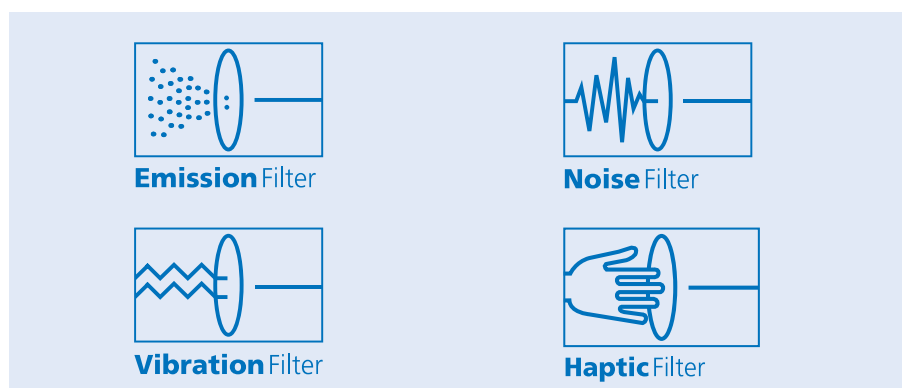 Emission Filter
Noise Filter
Vibration Filter
Haptic Filter